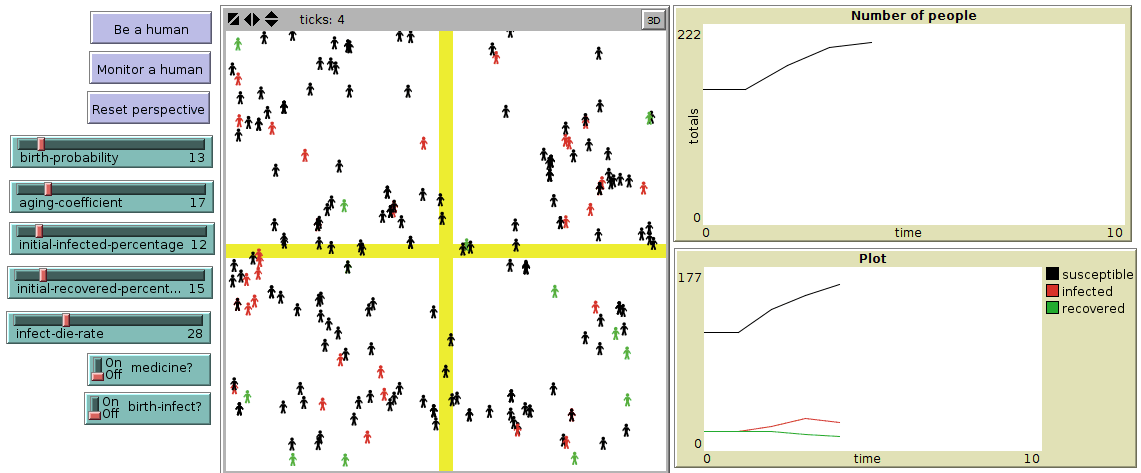 Be a human
Monitor a human
Reset perspective
birth-probability 13
aging-coefficient 17
initial-infected-percentage 12
initial-recovered-percent... 15
infect-die-rate 28
On
Off
medicine?
On
Off
birth-infect?
ticks: 4
3D
Number of people
222
totals
0
0 time 10
Plot
177
0
0 time 10
susceptible
infected
recovered